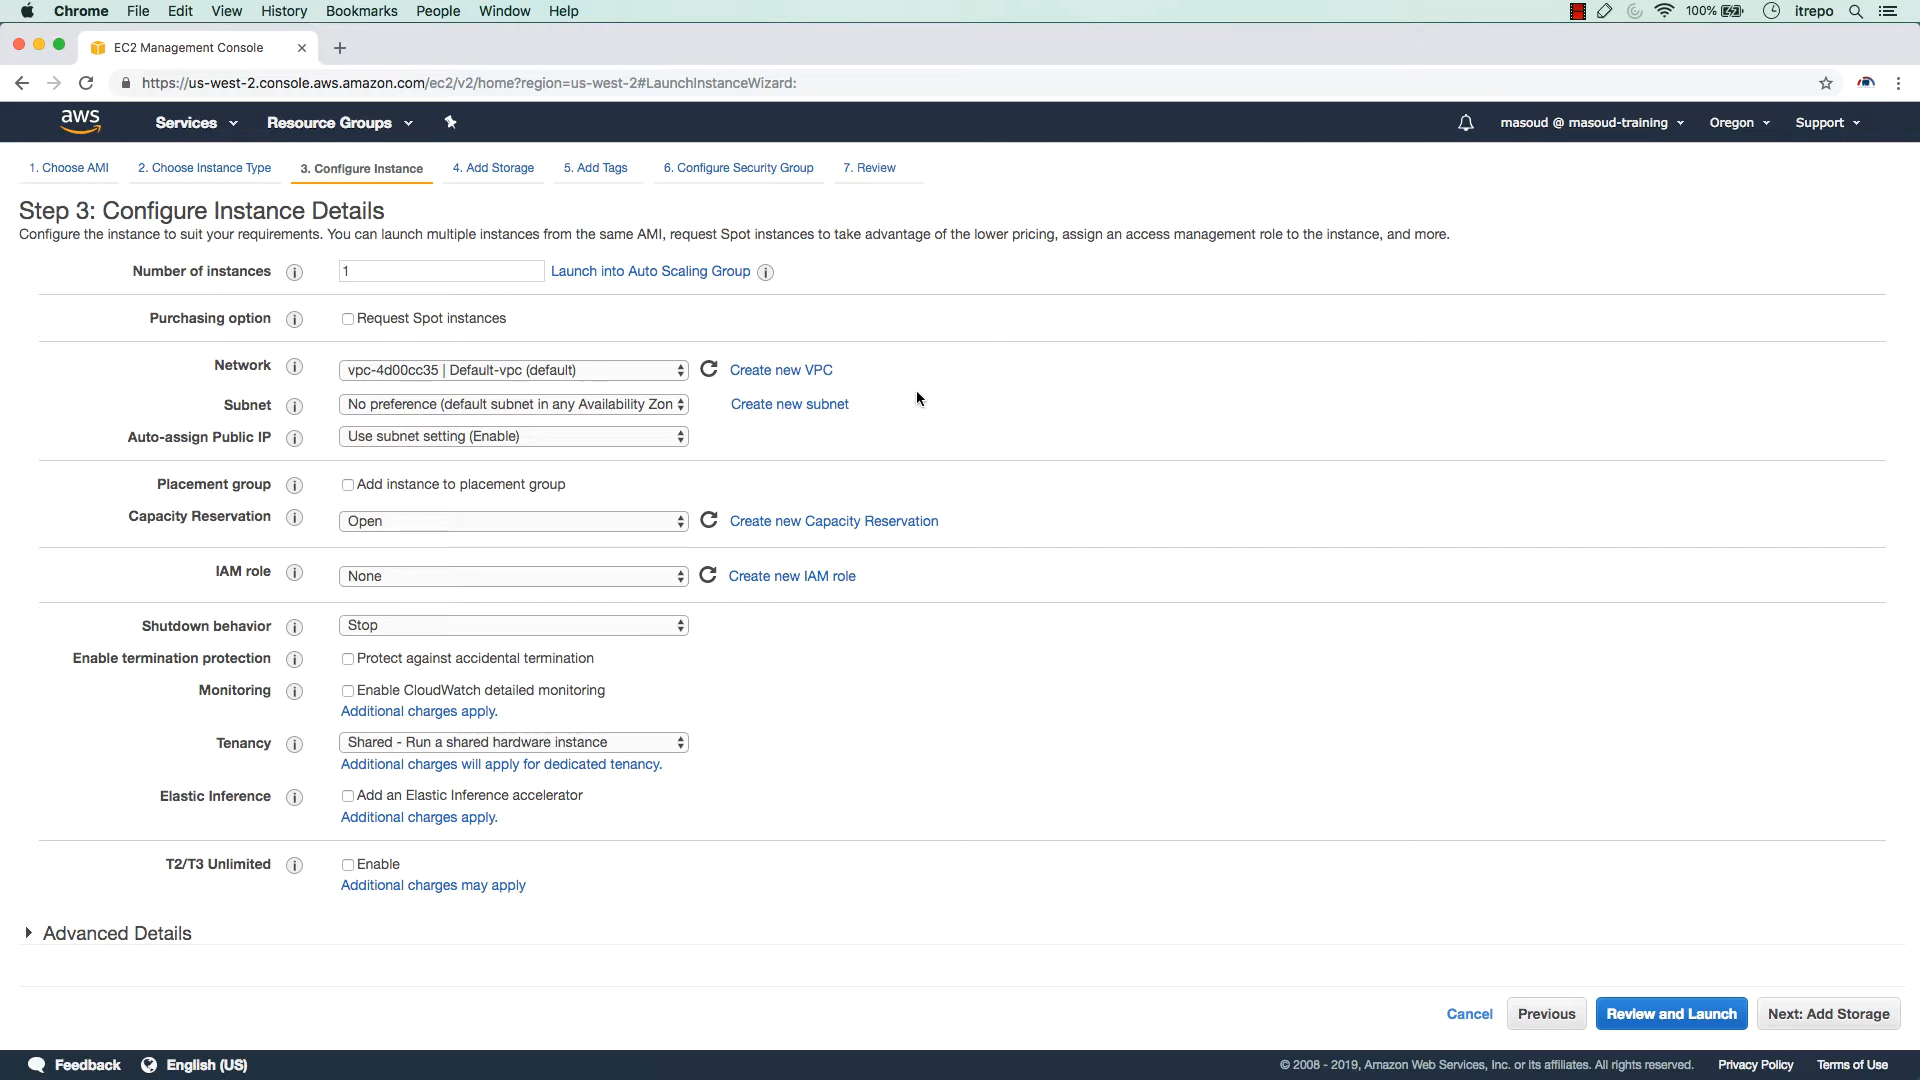 Chrome File Edit View History Bookmarks People Window Help 100% itrepo
EC2 Management Console
https://us-west-2.console.aws.amazon.com/ec2/v2/home?region=us-west-2#LaunchInstanceWizard:
aws Services Resource Groups masoud @ masoud-training Oregon Support
1. Choose AMI 2. Choose Instance Type 3. Configure Instance 4. Add Storage 5. Add Tags 6. Configure Security Group 7. Review
Step 3: Configure Instance Details
Configure the instance to suit your requirements. You can launch multiple instances from the same AMI, request Spot instances to take advantage of the lower pricing, assign an access management role to the instance, and more.
Number of instances i 1 Launch into Auto Scaling Group i
Purchasing option i Request Spot instances
Network i vpc-4d00cc35 | Default-vpc (default) Create new VPC
Subnet i No preference (default subnet in any Availability Zon Create new subnet
Auto-assign Public IP i Use subnet setting (Enable)
Placement group i Add instance to placement group
Capacity Reservation i Open Create new Capacity Reservation
IAM role i None Create new IAM role
Shutdown behavior i Stop
Enable termination protection i Protect against accidental termination
Monitoring i Enable CloudWatch detailed monitoring
Additional charges apply.
Tenancy i Shared - Run a shared hardware instance
Additional charges will apply for dedicated tenancy.
Elastic Inference i Add an Elastic Inference accelerator
Additional charges apply.
T2/T3 Unlimited i Enable
Additional charges may apply
Advanced Details
Cancel Previous Review and Launch Next: Add Storage
Feedback English (US) © 2008 - 2019, Amazon Web Services, Inc. or its affiliates. All rights reserved. Privacy Policy Terms of Use